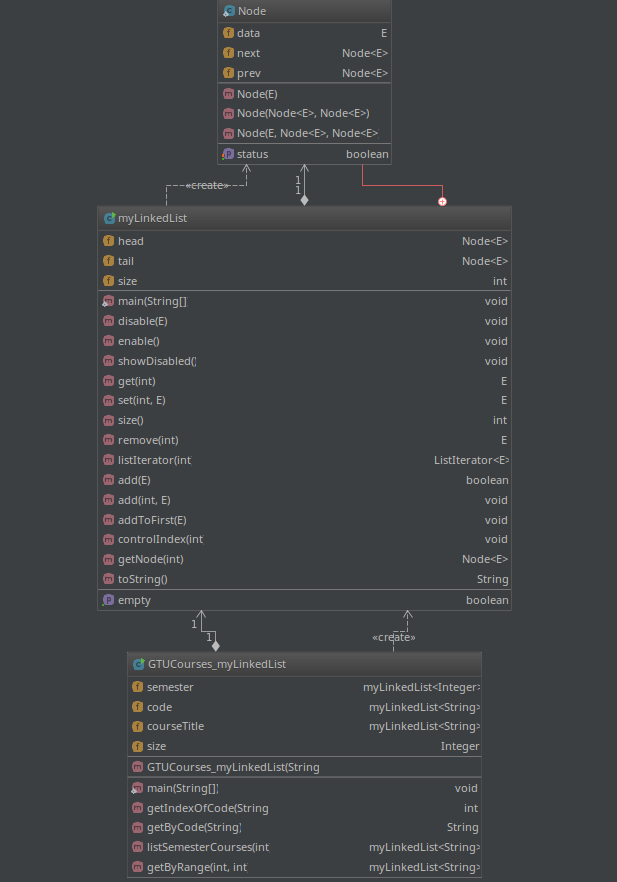 Node
data E
next Node<E>
prev Node<E>
Node(E)
Node(Node<E>, Node<E>)
Node(E, Node<E>, Node<E>
status boolean
«create»
1
1
myLinkedList
head Node<E>
tail Node<E>
size int
main(String[] void
disable(E) void
enable() void
showDisabled() void
get(int) E
set(int, E) E
size() int
remove(int) E
listIterator(int ListIterator<E>
add(E) boolean
add(int, E) void
addToFirst(E) void
controlIndex(int void
getNode(int) Node<E>
toString() String
empty boolean
1
1
«create»
GTUCourses_myLinkedList
semester myLinkedList<Integer>
code myLinkedList<String>
courseTitle myLinkedList<String>
size Integer
GTUCourses_myLinkedList(String
main(String[]) void
getIndexOfCode(String int
getByCode(String) String
listSemesterCourses(int myLinkedList<String>
getByRange(int, int myLinkedList<String>